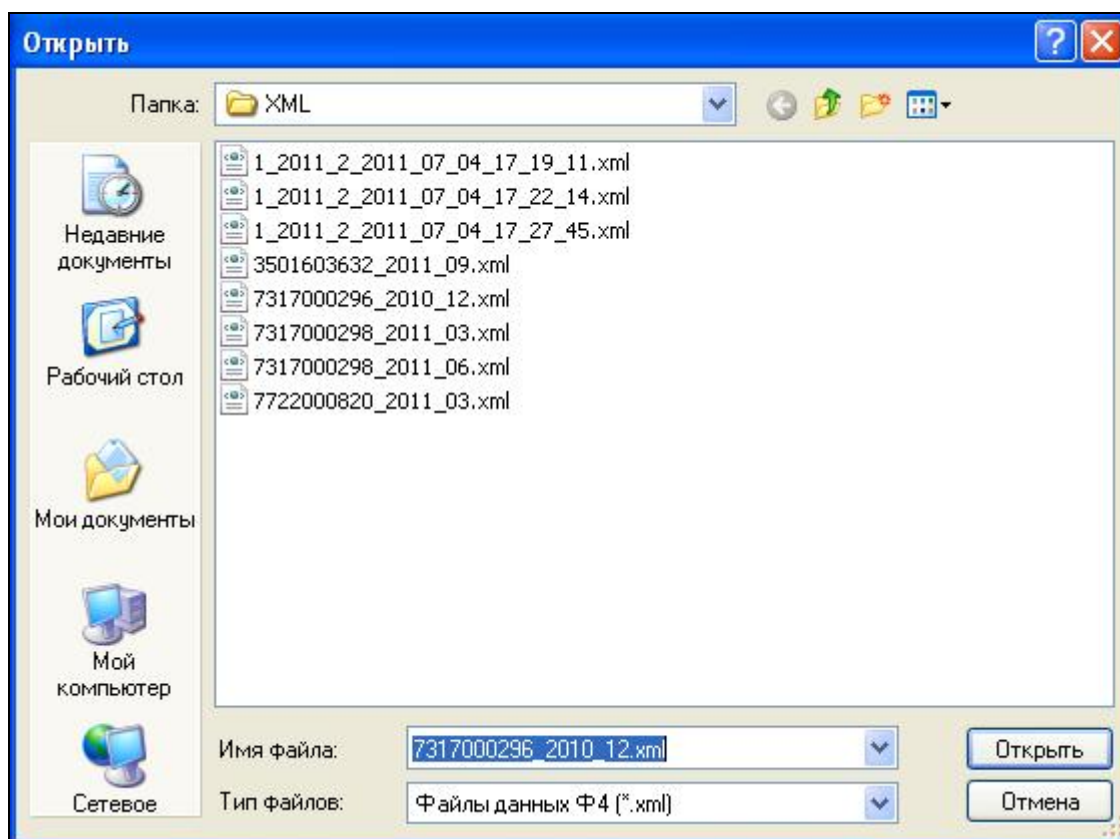 Открыть
Папка: XML
1_2011_2_2011_07_04_17_19_11.xml
1_2011_2_2011_07_04_17_22_14.xml
1_2011_2_2011_07_04_17_27_45.xml
3501603632_2011_09.xml
7317000296_2010_12.xml
7317000298_2011_03.xml
7317000298_2011_06.xml
7722000820_2011_03.xml
Недавние
документы
Рабочий стол
Мои документы
Мой
компьютер
Сетевое
Имя файла: 7317000296_2010_12.xml Открыть
Тип файлов: Файлы данных Ф4 (*.xml) Отмена